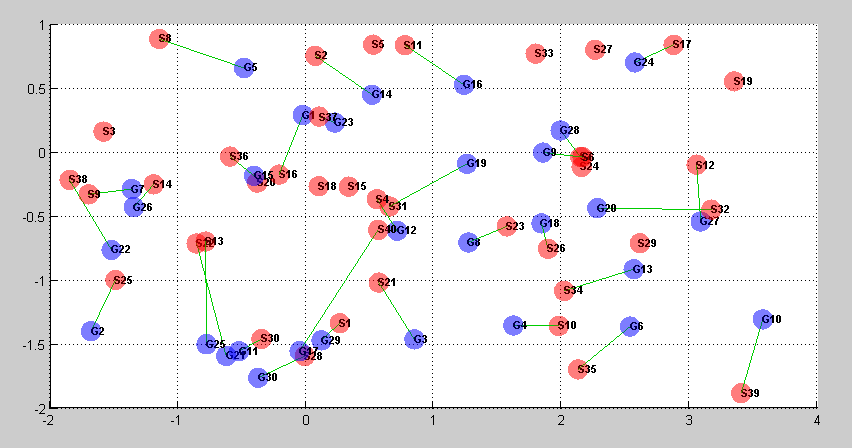 1
S8
S2
S5
S11
S33
S27
S17
G5
G24
0.5
G14
G16
S19
G1
S37
G23
S3
G28
0
S36
G9
S6
S24
G19
S12
S38
G15
S20
S16
S9
G7
S14
S18
S15
G26
S4
S31
-0.5
G20
S32
G27
G22
S13
S40
G12
G8
S23
G18
S26
S29
-1
S25
S21
S34
G13
G2
S1
G4
S10
G6
G10
-1.5
G25
G21
G11
S30
G17
S28
G29
G3
G30
S35
S39
-2
-2
-1
0
1
2
3
4